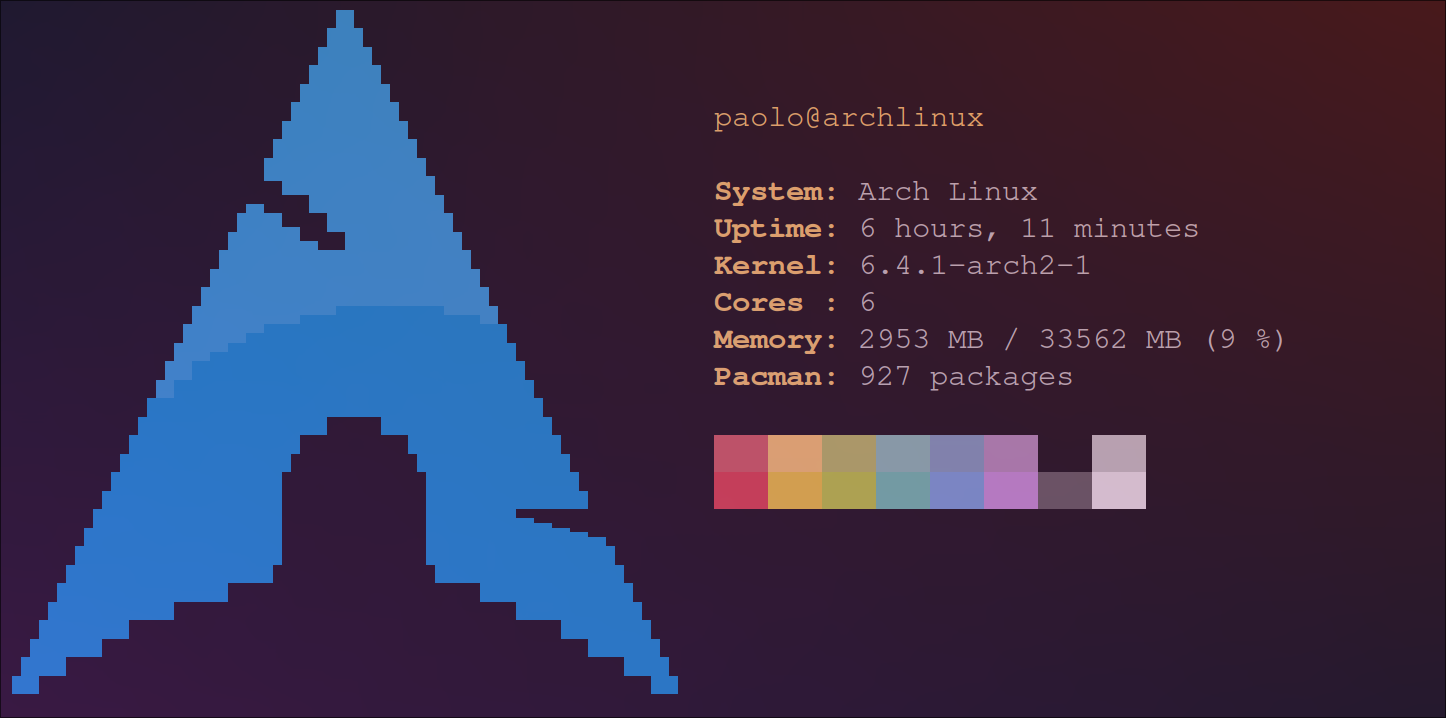 paolo@archlinux
System: Arch Linux
Uptime: 6 hours, 11 minutes
Kernel: 6.4.1-arch2-1
Cores : 6
Memory: 2953 MB / 33562 MB (9 %)
Pacman: 927 packages